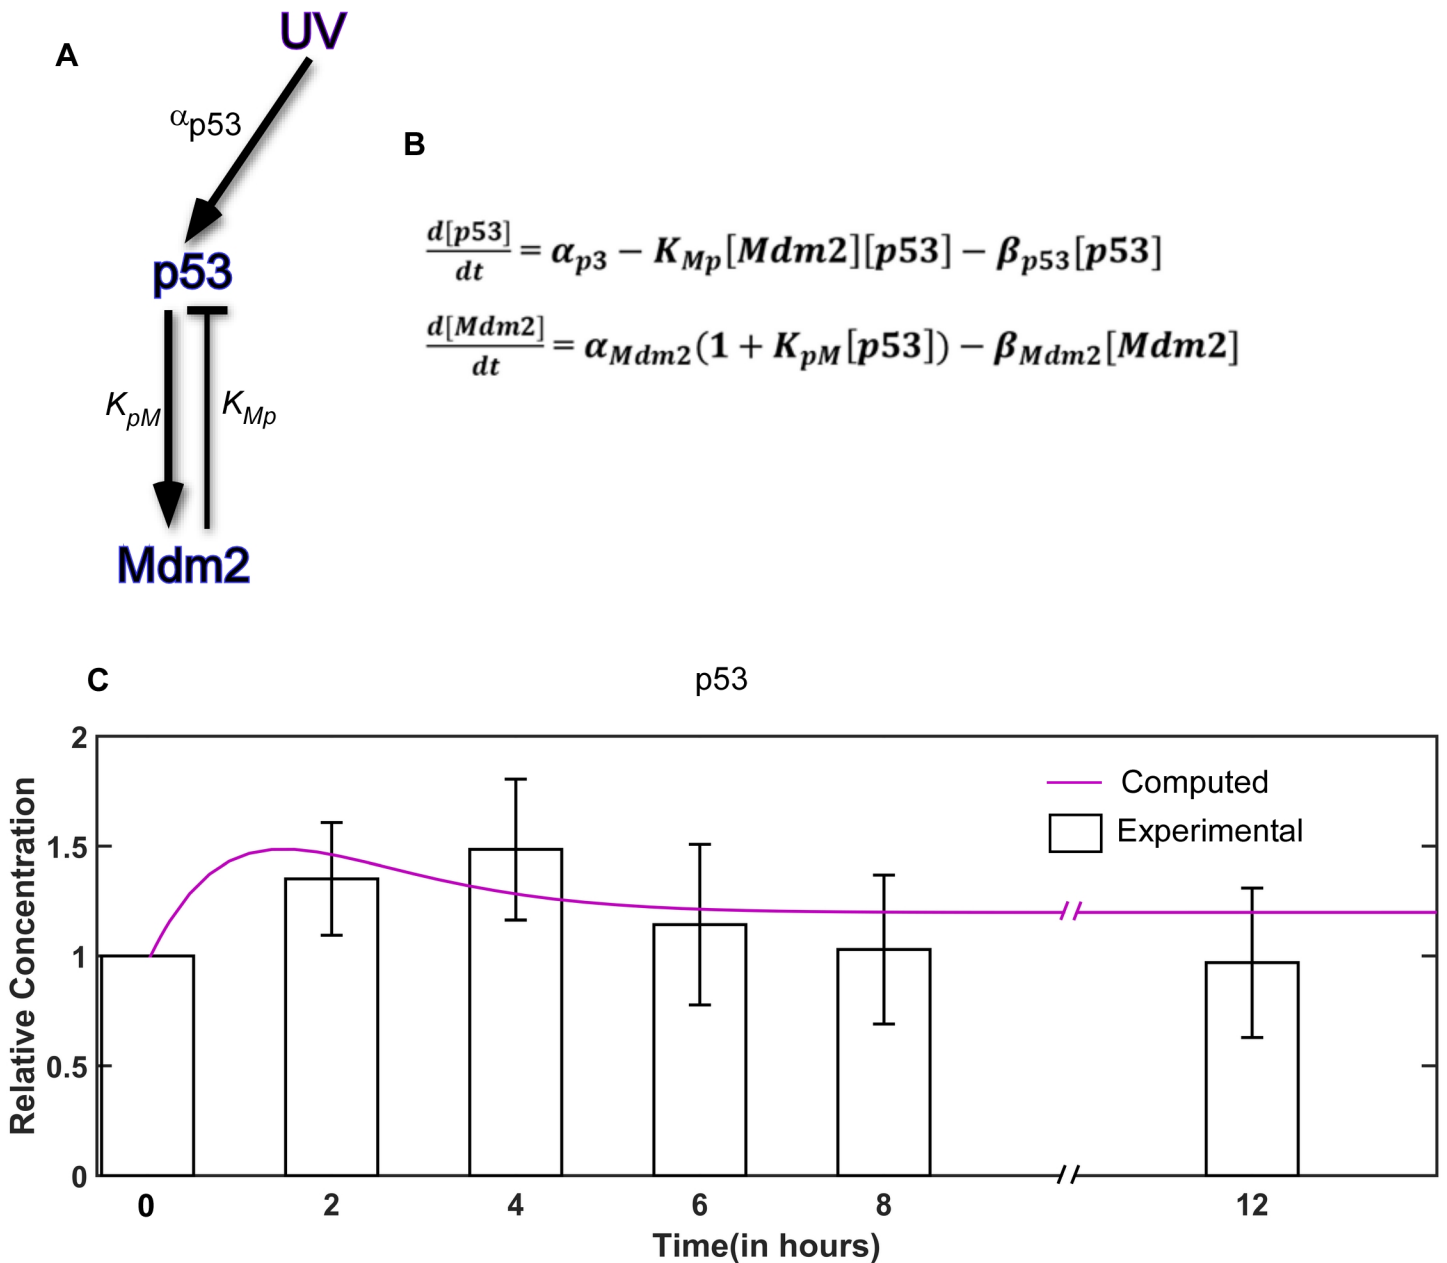 A
UV
αp53
B
p53
d[p53]/dt = αp3 − KMp[Mdm2][p53] − βp53[p53]
d[Mdm2]/dt = αMdm2(1 + KpM[p53]) − βMdm2[Mdm2]
KpM
KMp
Mdm2
C
p53
2
1.5
1
0.5
0
Relative Concentration
Computed
Experimental
0 2 4 6 8 12
Time(in hours)